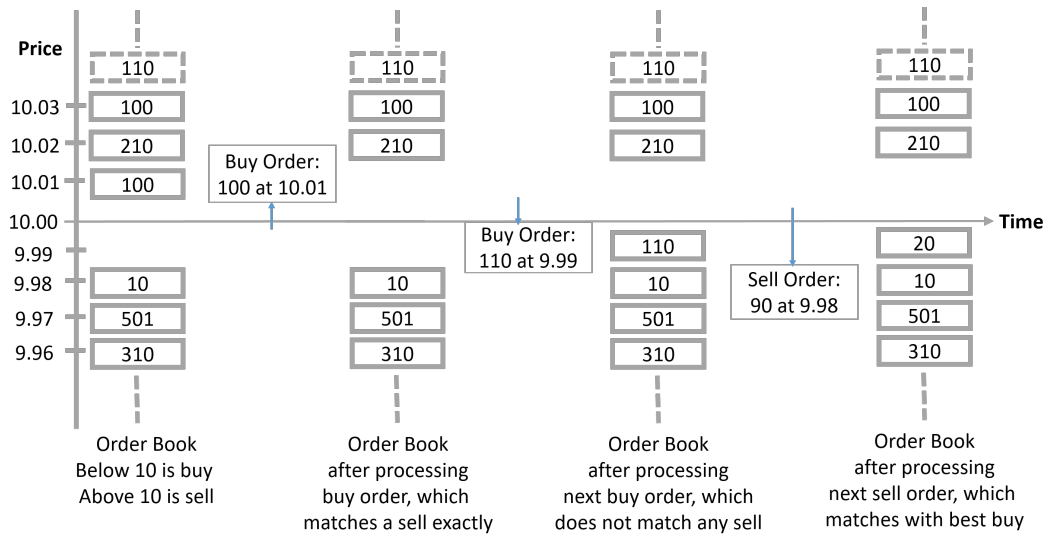 Price
10.03
10.02
10.01
10.00
9.99
9.98
9.97
9.96
110
100
210
100
10
501
310
Order Book
Below 10 is buy
Above 10 is sell
Buy Order:
100 at 10.01
110
100
210
10
501
310
Order Book
after processing
buy order, which
matches a sell exactly
Buy Order:
110 at 9.99
110
100
210
110
10
501
310
Order Book
after processing
next buy order, which
does not match any sell
Sell Order:
90 at 9.98
110
100
210
20
10
501
310
Order Book
after processing
next sell order, which
matches with best buy
Time